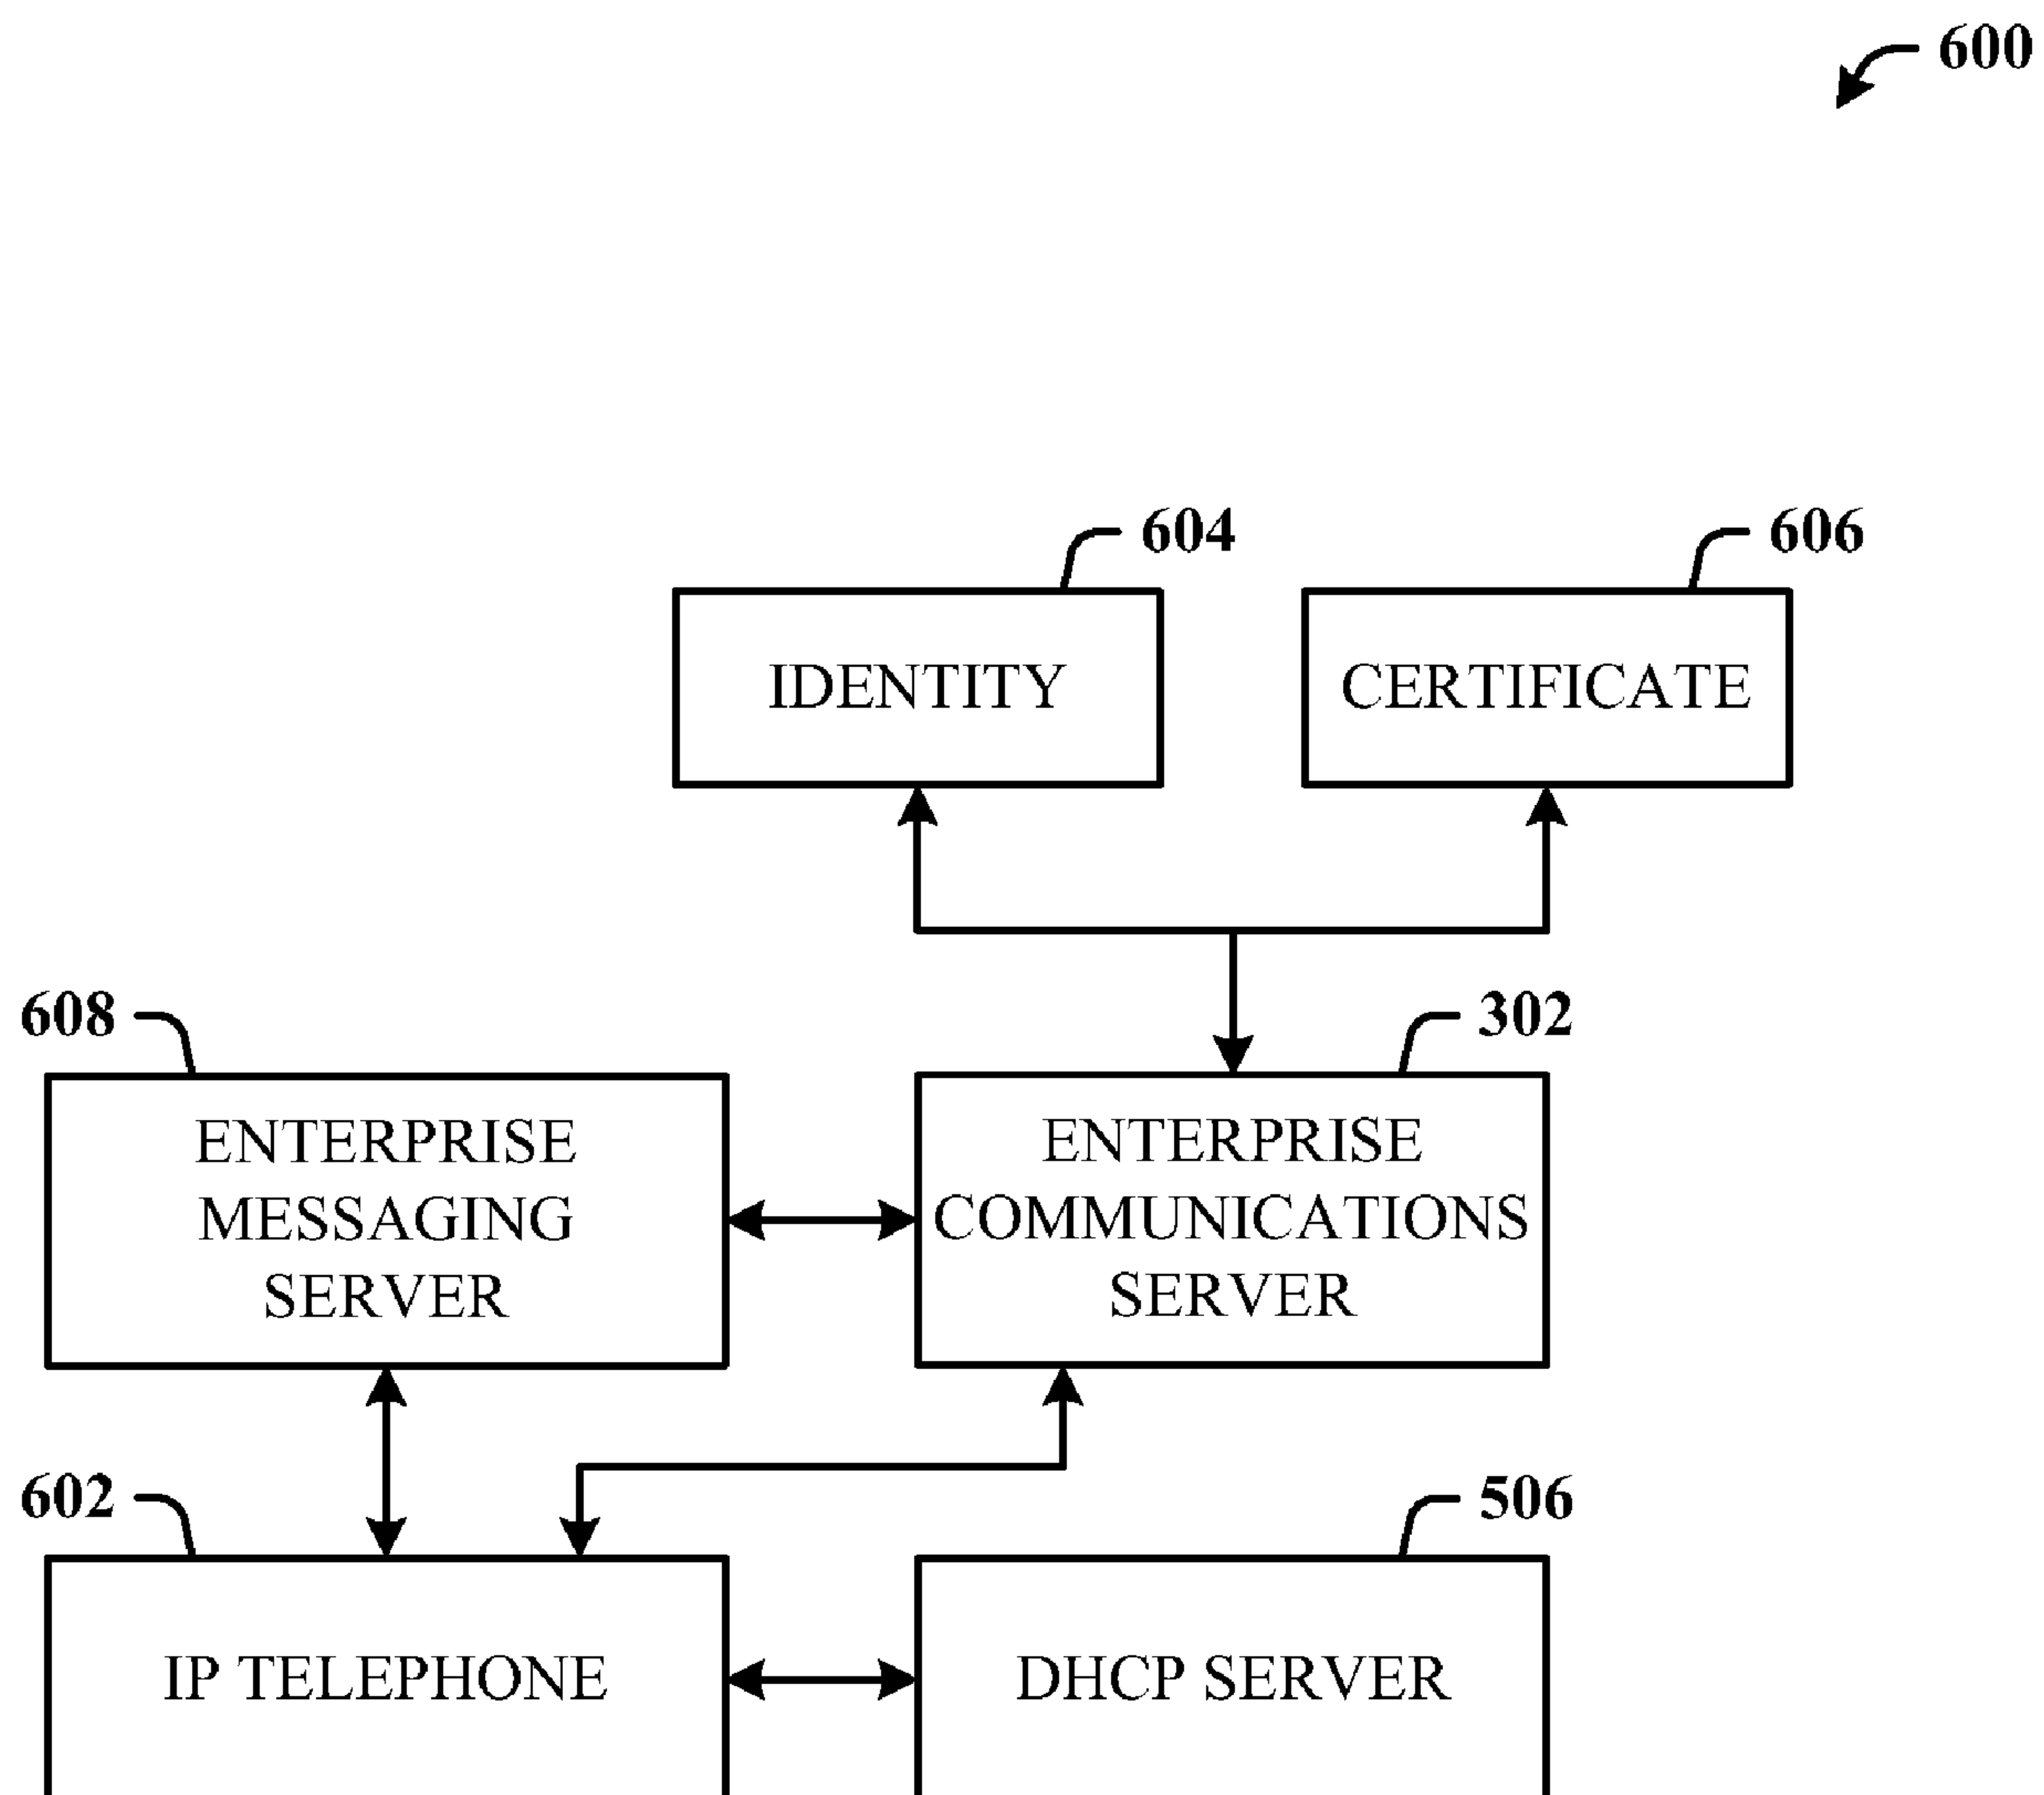 600
604
606
IDENTITY
CERTIFICATE
608
302
ENTERPRISE
MESSAGING
SERVER
ENTERPRISE
COMMUNICATIONS
SERVER
602
506
IP TELEPHONE
DHCP SERVER